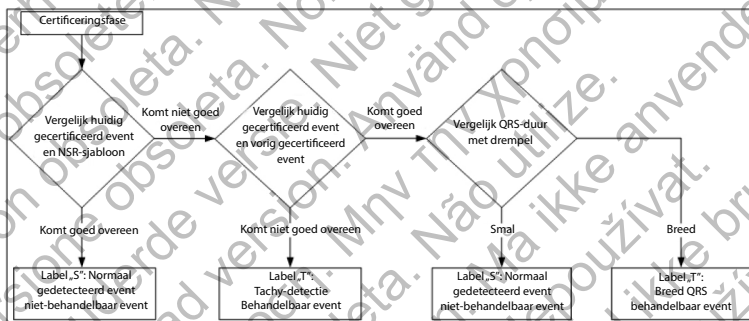 Certificeringsfase
Vergelijk huidig
gecertificeerd event
en NSR-sjabloon
Komt niet goed
overeen
Vergelijk huidig
gecertificeerd event
en vorig gecertificeerd
event
Komt goed
overeen
Vergelijk QRS-duur
met drempel
Komt goed overeen
Komt niet goed overeen
Smal
Breed
Label „S”: Normaal
gedetecteerd event
niet-behandelbaar event
Label „T”:
Tachy-detectie
Behandelbaar event
Label „S”: Normaal
gedetecteerd event
niet-behandelbaar event
Label „T”:
Breed QRS
behandelbaar event